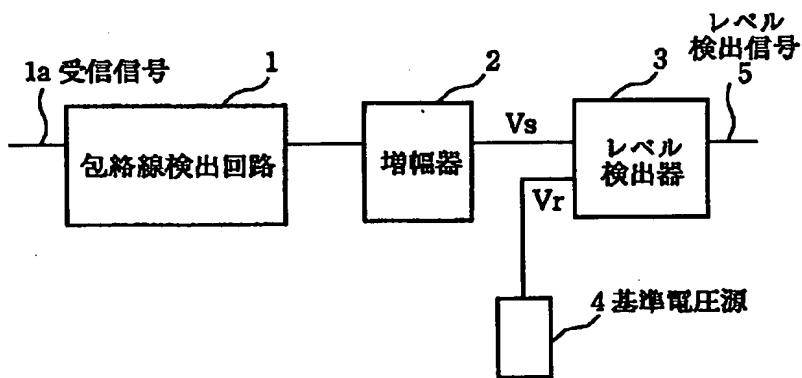 レベル
検出信号
5
1a 受信信号
1
2
3
包絡線検出回路
増幅器
Vs
レベル
検出器
Vr
4 基準電圧源